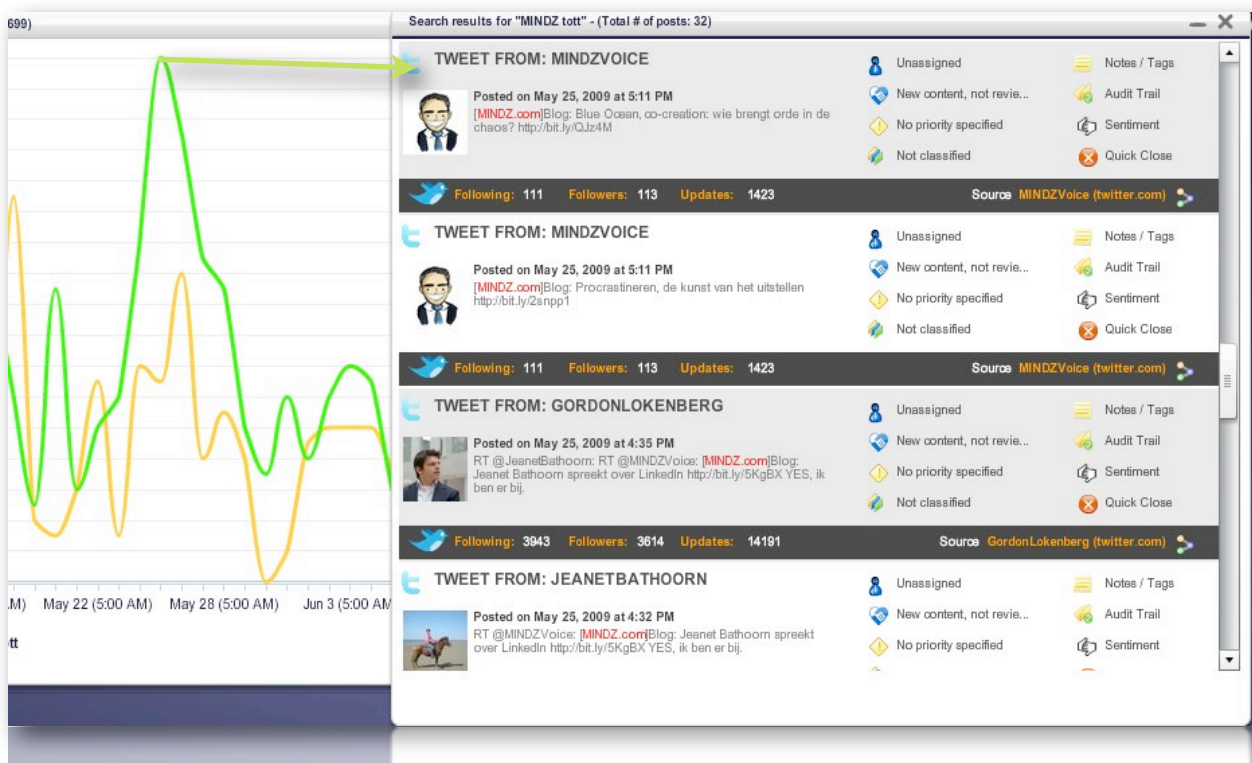 699)
Search results for "MINDZ tott" - (Total # of posts: 32)
TWEET FROM: MINDZVOICE
Posted on May 25, 2009 at 5:11 PM
[MINDZ.com]Blog: Blue Ocean, co-creation: wie brengt orde in de
chaos? http://bit.ly/QJz4M
Unassigned
New content, not revie...
No priority specified
Not classified
Notes / Tags
Audit Trail
Sentiment
Quick Close
Following: 111 Followers: 113 Updates: 1423 Source MINDZVoice (twitter.com)
TWEET FROM: MINDZVOICE
Posted on May 25, 2009 at 5:11 PM
[MINDZ.com]Blog: Procrastineren, de kunst van het uitstellen
http://bit.ly/2snpp1
Unassigned
New content, not revie...
No priority specified
Not classified
Notes / Tags
Audit Trail
Sentiment
Quick Close
Following: 111 Followers: 113 Updates: 1423 Source MINDZVoice (twitter.com)
TWEET FROM: GORDONLOKENBERG
Posted on May 25, 2009 at 4:35 PM
RT @JeanetBathoorn: RT @MINDZVoice: [MINDZ.com]Blog:
Jeanet Bathoorn spreekt over LinkedIn http://bit.ly/5KgBX YES, ik
ben er bij.
Unassigned
New content, not revie...
No priority specified
Not classified
Notes / Tags
Audit Trail
Sentiment
Quick Close
Following: 3943 Followers: 3614 Updates: 14191 Source GordonLokenberg (twitter.com)
TWEET FROM: JEANETBATHOORN
Posted on May 25, 2009 at 4:32 PM
RT @MINDZVoice: [MINDZ.com]Blog: Jeanet Bathoorn spreekt
over LinkedIn http://bit.ly/5KgBX YES, ik ben er bij.
Unassigned
New content, not revie...
No priority specified
Notes / Tags
Audit Trail
Sentiment
M) May 22 (5:00 AM) May 28 (5:00 AM) Jun 3 (5:00 AM
tt